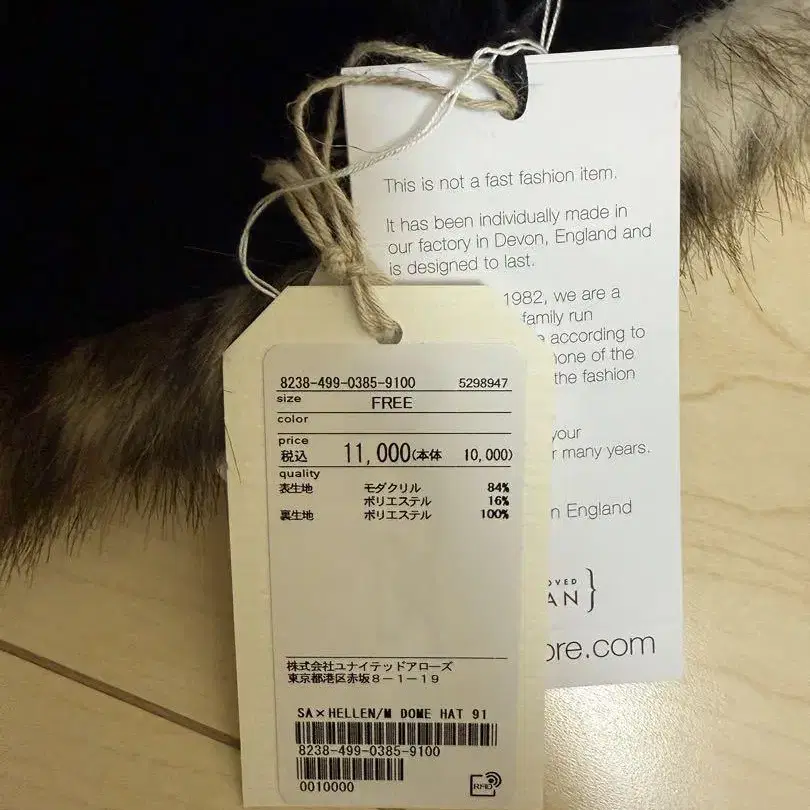 This is not a fast fashion item.
It has been individually made in
our factory in Devon, England and
is designed to last.
1982, we are a
family run
according to
none of the
the fashion
your
many years.
England
8238-499-0385-9100 5298947
size FREE
color
price
税込 11,000(本体 10,000)
quality
表生地 モダクリル 84%
ポリエステル 16%
裏生地 ポリエステル 100%
株式会社ユナイテッドアローズ
東京都港区赤坂8-1-19
SA×HELLEN/M DOME HAT 91
8238-499-0385-9100
0010000
RFID